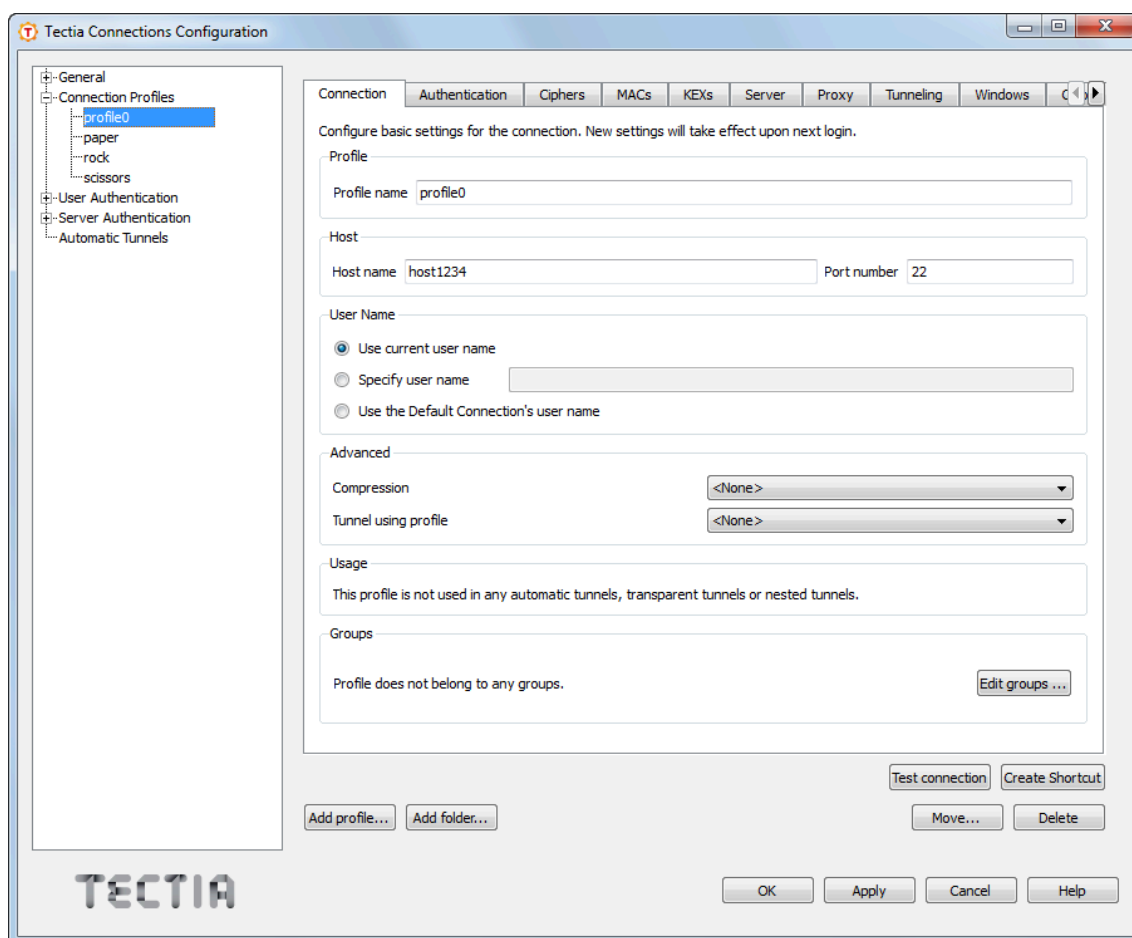 Tectia Connections Configuration
General
Connection Profiles
profile0
paper
rock
scissors
User Authentication
Server Authentication
Automatic Tunnels
Connection Authentication Ciphers MACs KEXs Server Proxy Tunneling Windows
Configure basic settings for the connection. New settings will take effect upon next login.
Profile
Profile name profile0
Host
Host name host1234 Port number 22
User Name
Use current user name
Specify user name
Use the Default Connection's user name
Advanced
Compression <None>
Tunnel using profile <None>
Usage
This profile is not used in any automatic tunnels, transparent tunnels or nested tunnels.
Groups
Profile does not belong to any groups.
Edit groups ...
Test connection Create Shortcut
Add profile... Add folder... Move... Delete
TECTIA
OK Apply Cancel Help